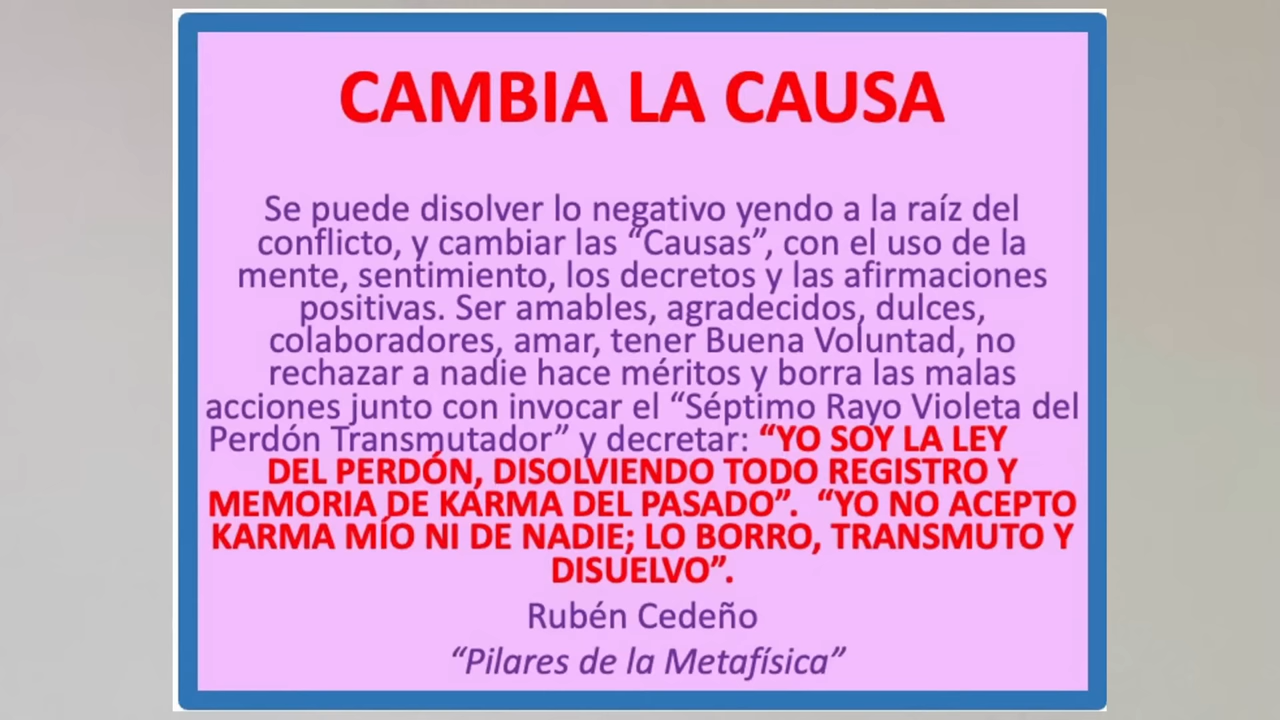 CAMBIA LA CAUSA
Se puede disolver lo negativo yendo a la raíz del
conflicto, y cambiar las “Causas”, con el uso de la
mente, sentimiento, los decretos y las afirmaciones
positivas. Ser amables, agradecidos, dulces,
colaboradores, amar, tener Buena Voluntad, no
rechazar a nadie hace méritos y borra las malas
acciones junto con invocar el “Séptimo Rayo Violeta del
Perdón Transmutador” y decretar: “YO SOY LA LEY
DEL PERDÓN, DISOLVIENDO TODO REGISTRO Y
MEMORIA DE KARMA DEL PASADO”. “YO NO ACEPTO
KARMA MÍO NI DE NADIE; LO BORRO, TRANSMUTO Y
DISUELVO”.
Rubén Cedeño
“Pilares de la Metafísica”